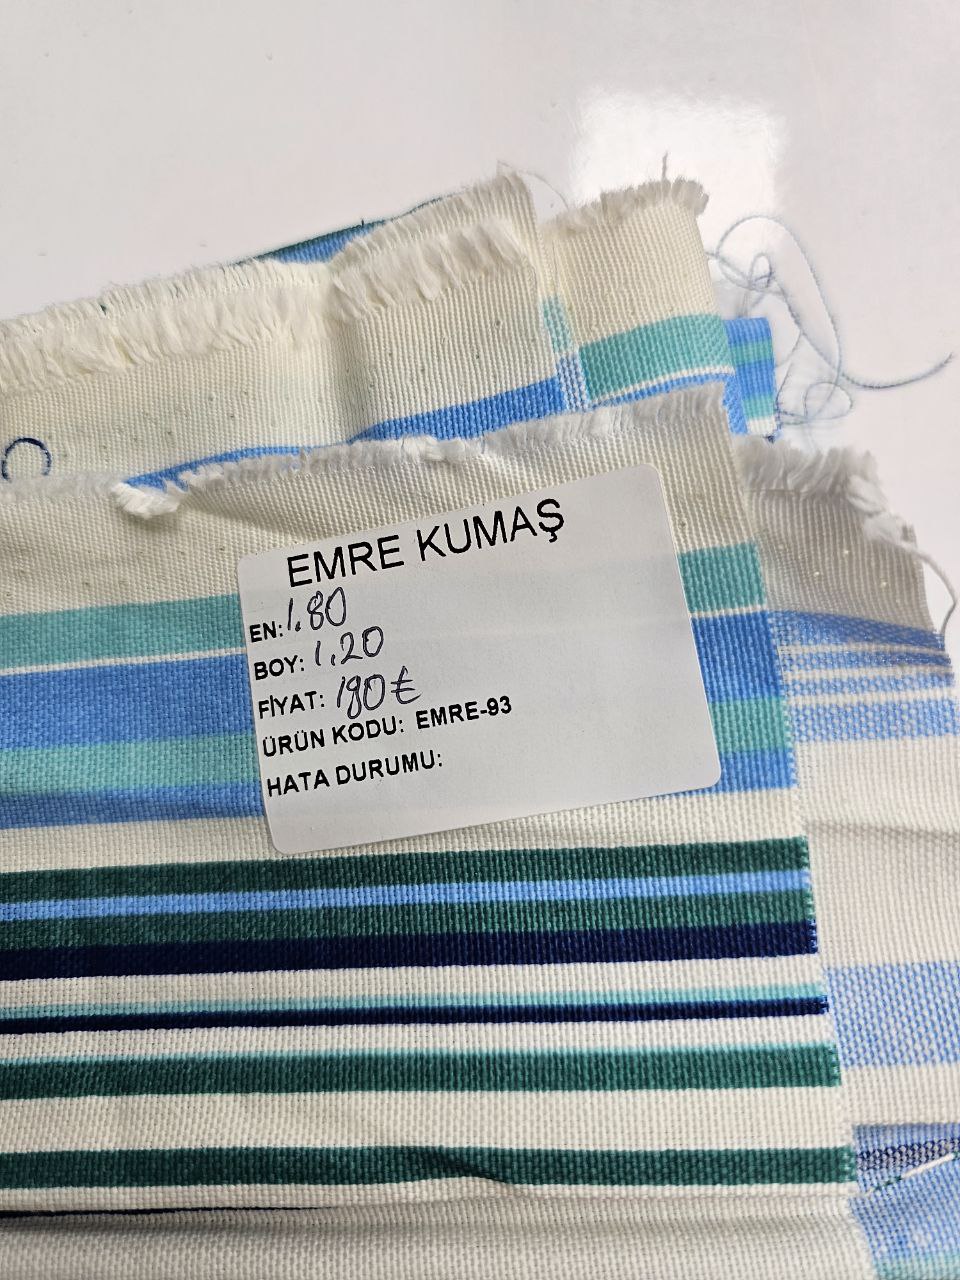 EMRE KUMAŞ
EN: 1.80
BOY: 1.20
FİYAT: 190₺
ÜRÜN KODU: EMRE-93
HATA DURUMU: